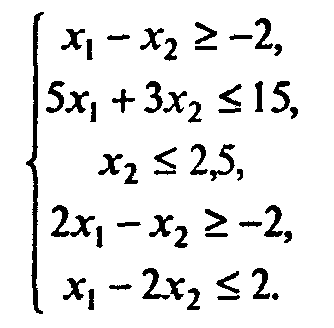 x₁ − x₂ ≥ −2,
5x₁ + 3x₂ ≤ 15,
x₂ ≤ 2,5,
2x₁ − x₂ ≥ −2,
x₁ − 2x₂ ≤ 2.